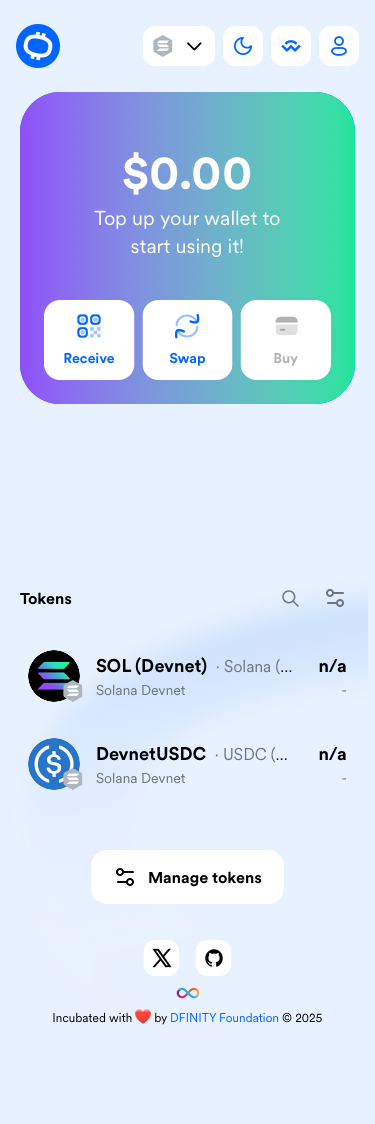 $0.00
Top up your wallet to
start using it!
Receive Swap Buy
Tokens
SOL (Devnet) · Solana (... n/a
Solana Devnet -
DevnetUSDC · USDC (... n/a
Solana Devnet -
Manage tokens
Incubated with ❤️ by DFINITY Foundation © 2025